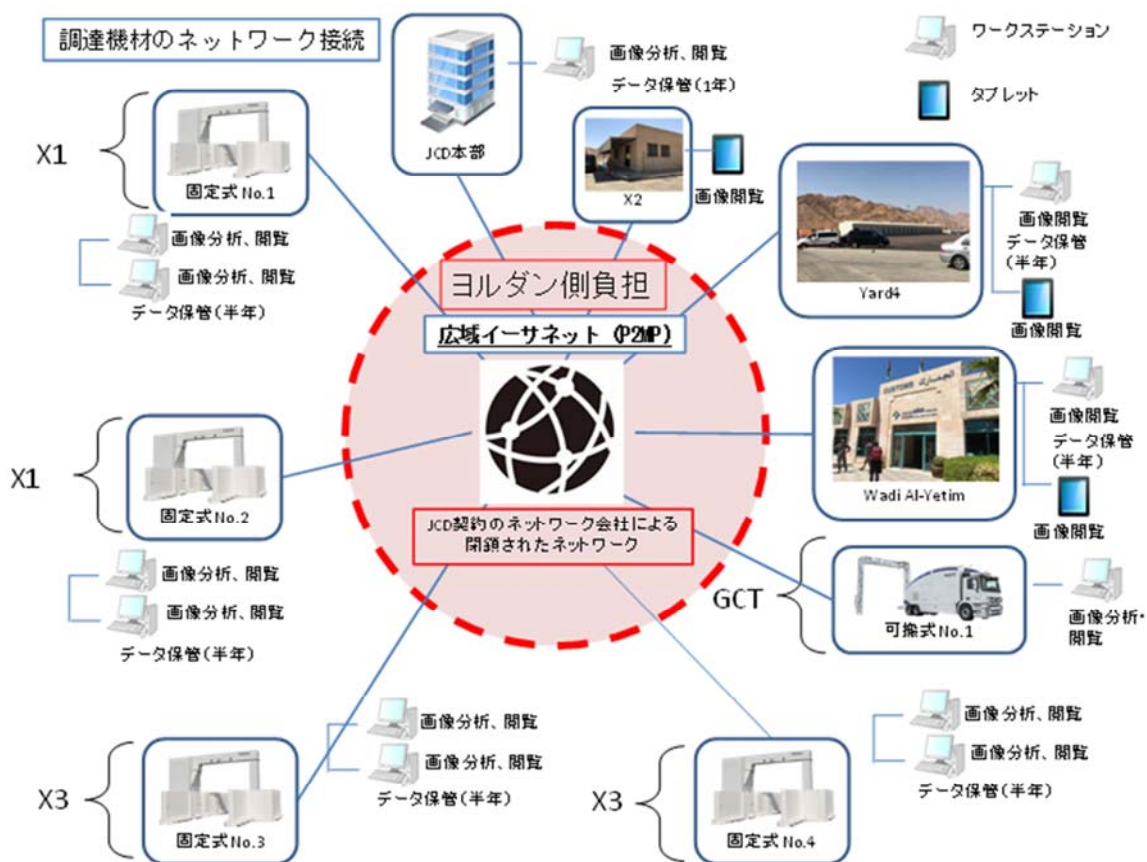 調達機材のネットワーク接続
ワークステーション
タブレット
画像分析、閲覧
データ保管(1年)
JCD本部
X1
固定式No.1
画像分析、閲覧
画像分析、閲覧
データ保管(半年)
X2
画像閲覧
Yard4
画像閲覧
データ保管
(半年)
画像閲覧
ヨルダン側負担
広域イーサネット (P2MP)
JCD契約のネットワーク会社による
閉鎖されたネットワーク
X1
固定式No.2
画像分析、閲覧
画像分析、閲覧
データ保管(半年)
CUSTOMS الجمارك
Wadi Al-Yetim
画像閲覧
データ保管
(半年)
画像閲覧
GCT
可搬式No.1
画像分析・
閲覧
X3
固定式No.3
画像分析、閲覧
画像分析、閲覧
データ保管(半年)
X3
固定式No.4
画像分析、閲覧
画像分析、閲覧
データ保管(半年)